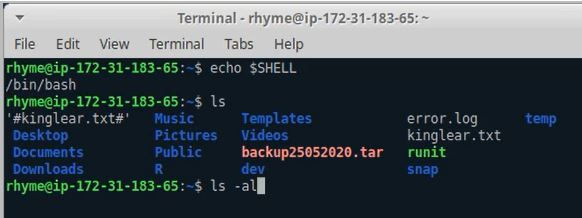 Terminal - rhyme@ip-172-31-183-65: ~
File Edit View Terminal Tabs Help
rhyme@ip-172-31-183-65:~$ echo $SHELL
/bin/bash
rhyme@ip-172-31-183-65:~$ ls
'#kinglear.txt#' Music Templates error.log temp
Desktop Pictures Videos kinglear.txt
Documents Public backup25052020.tar runit
Downloads R dev snap
rhyme@ip-172-31-183-65:~$ ls -al